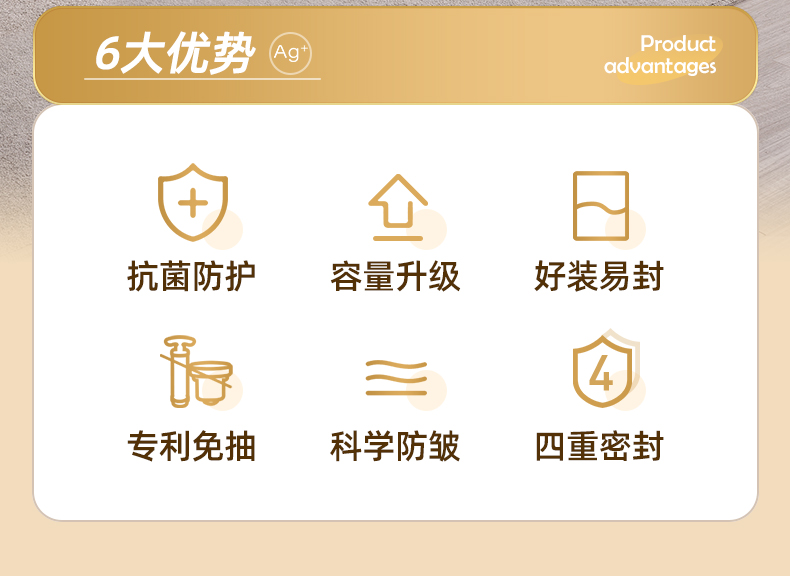 6大优势 Ag⁺
Product
advantages
抗菌防护 容量升级 好装易封
4
专利免抽 科学防皱 四重密封